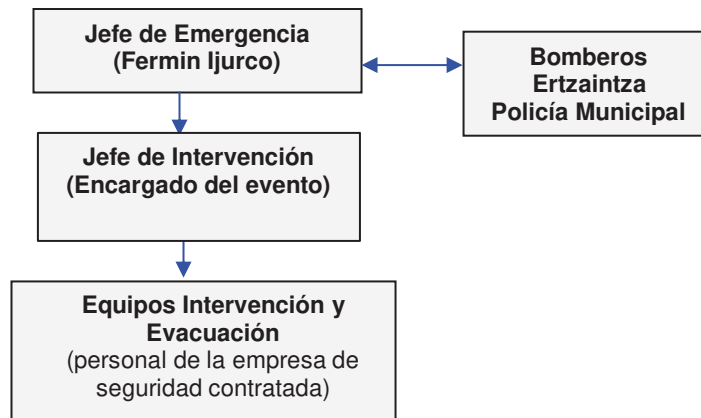 Jefe de Emergencia
(Fermin Ijurco)
Bomberos
Ertzaintza
Policía Municipal
Jefe de Intervención
(Encargado del evento)
Equipos Intervención y
Evacuación
(personal de la empresa de
seguridad contratada)